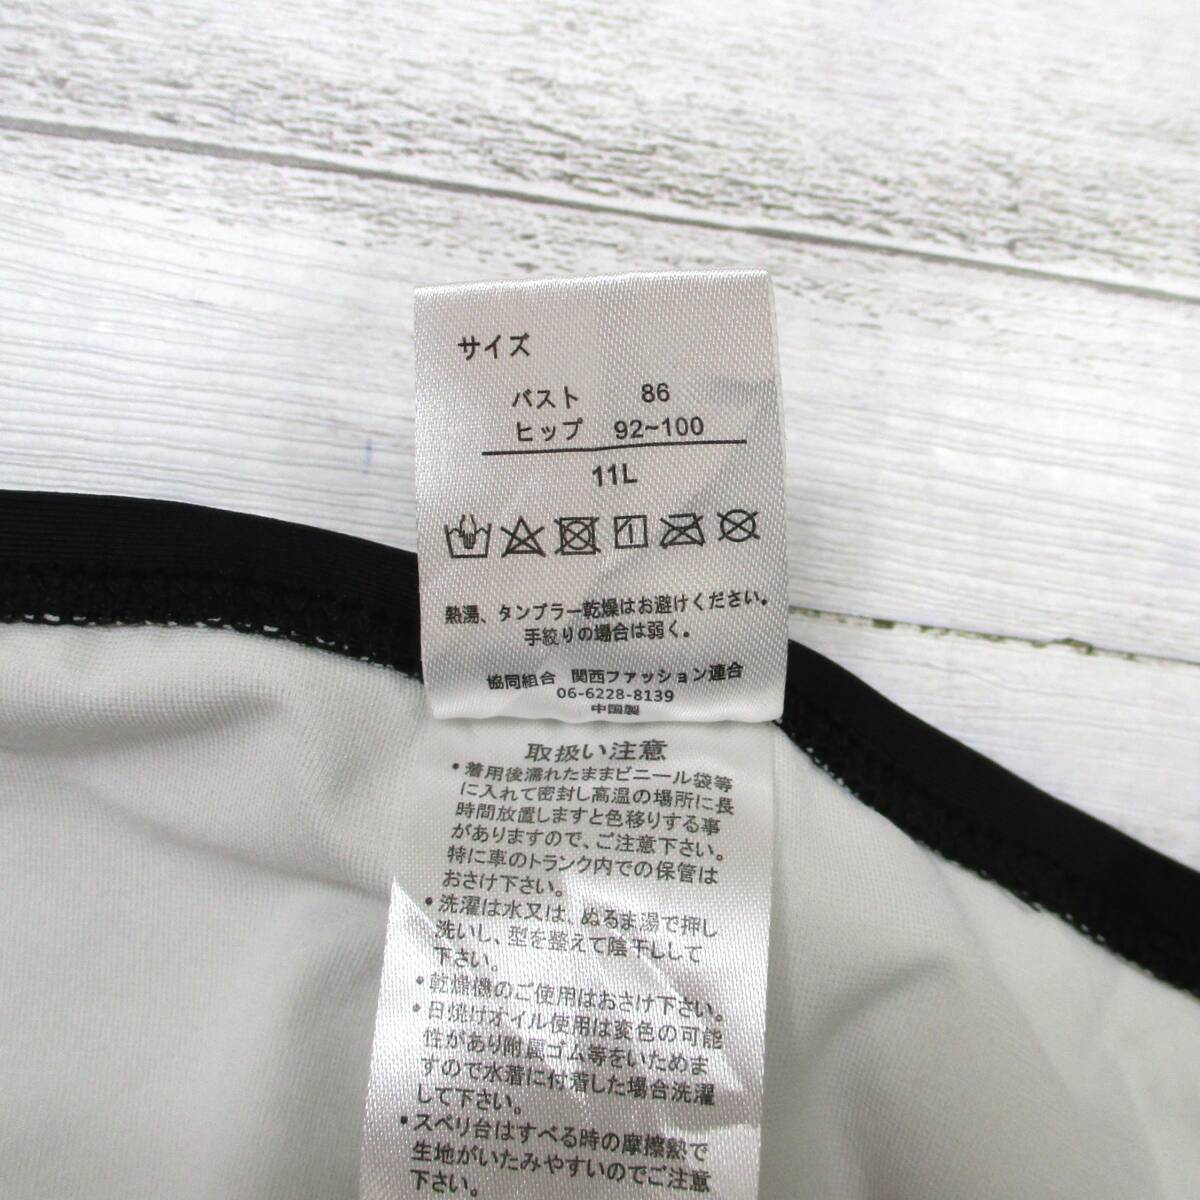 サイズ
バスト 86
ヒップ 92~100
11L
熱湯、タンブラー乾燥はお避けください。
手絞りの場合は弱く。
協同組合 関西ファッション連合
06-6228-8139
中国製
取扱い注意
・着用後濡れたままビニール袋等
に入れて密封し高温の場所に長
時間放置しますと色移りする事
がありますので、ご注意下さい。
特に車のトランク内での保管は
おさけ下さい。
・洗濯は水又は、ぬるま湯で押し
洗いし、型を整えて陰干しして
下さい。
・乾燥機のご使用はおさけ下さい。
・日焼けオイル使用は変色の可能
性があり附属ゴム等をいためま
すので水着に付着した場合洗濯
して下さい。
・スベリ台はすべる時の摩擦熱で
生地がいたみやすいのでご注意
下さい。